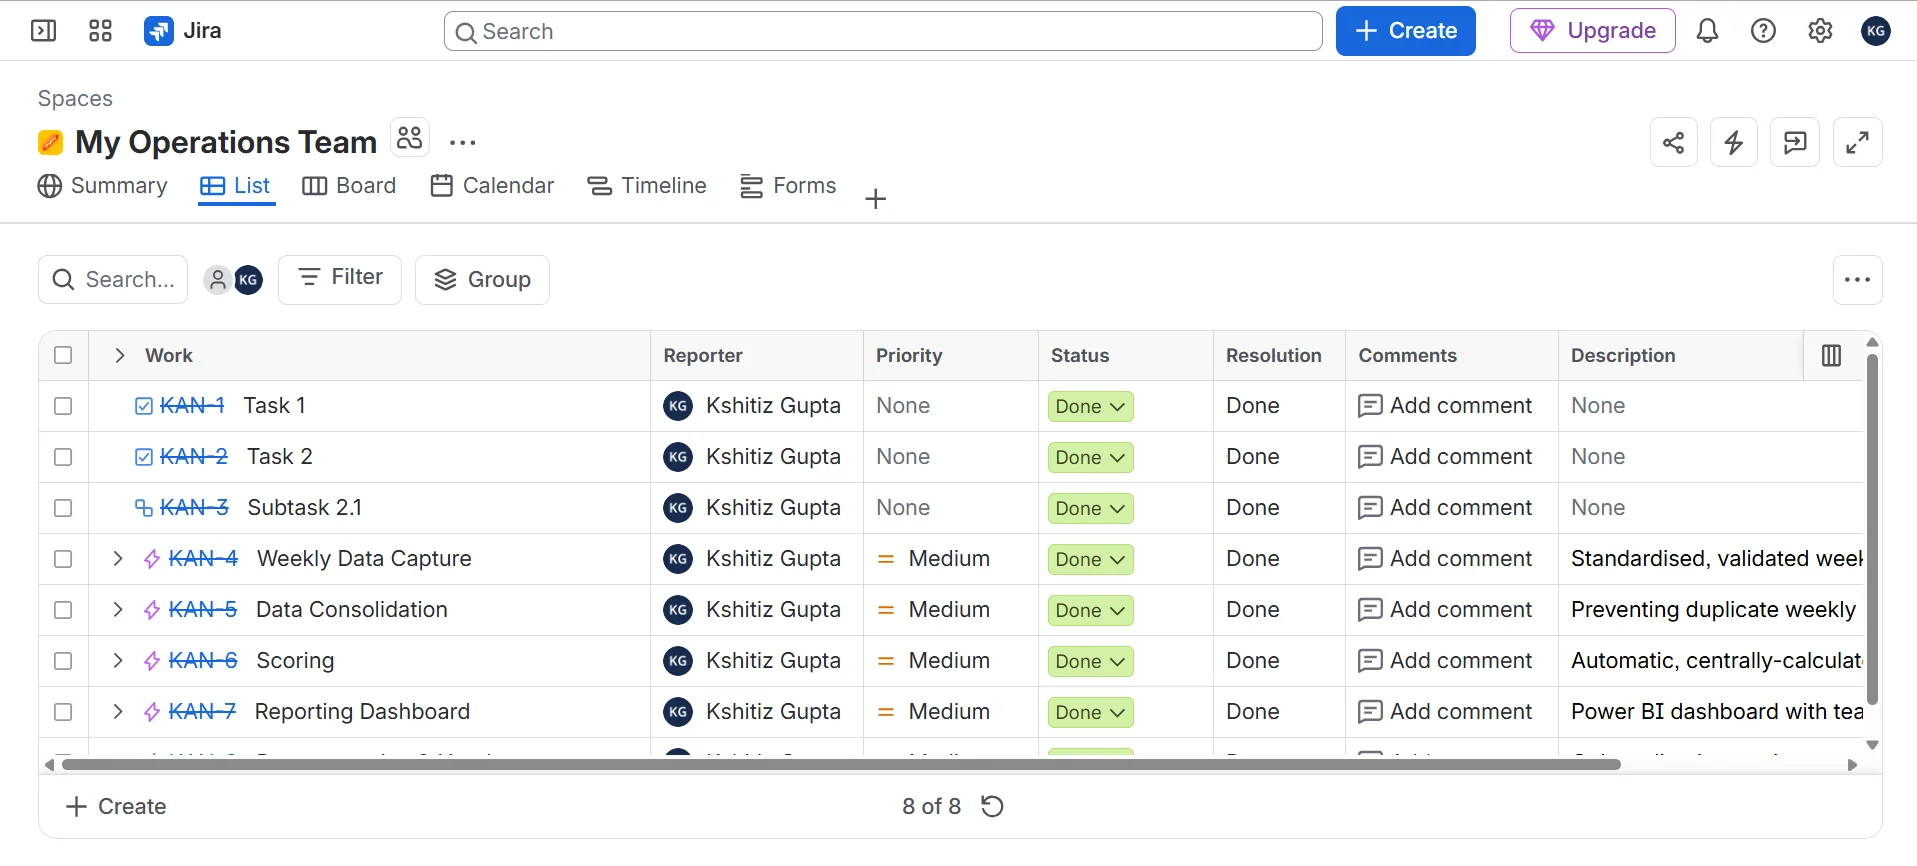 Jira
Search
Create
Upgrade
KG
Spaces
My Operations Team
Summary
List
Board
Calendar
Timeline
Forms
Search...
KG
Filter
Group
Work Reporter Priority Status Resolution Comments Description
KAN-1 Task 1 KG Kshitiz Gupta None Done Done Add comment None
KAN-2 Task 2 KG Kshitiz Gupta None Done Done Add comment None
KAN-3 Subtask 2.1 KG Kshitiz Gupta None Done Done Add comment None
KAN-4 Weekly Data Capture KG Kshitiz Gupta Medium Done Done Add comment Standardised, validated week
KAN-5 Data Consolidation KG Kshitiz Gupta Medium Done Done Add comment Preventing duplicate weekly
KAN-6 Scoring KG Kshitiz Gupta Medium Done Done Add comment Automatic, centrally-calculat
KAN-7 Reporting Dashboard KG Kshitiz Gupta Medium Done Done Add comment Power BI dashboard with tea
Create
8 of 8